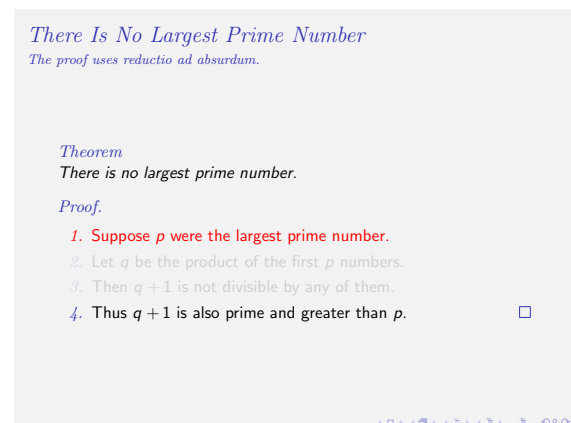 There Is No Largest Prime Number
The proof uses reductio ad absurdum.
Theorem
There is no largest prime number.
Proof.
1. Suppose p were the largest prime number.
2. Let q be the product of the first p numbers.
3. Then q + 1 is not divisible by any of them.
4. Thus q + 1 is also prime and greater than p.